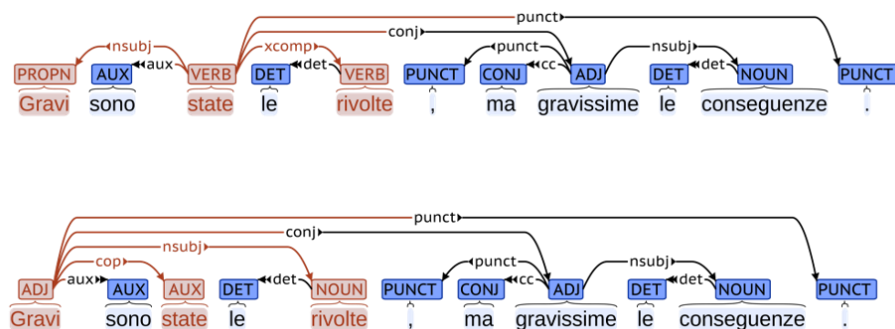 punct
conj
nsubj xcomp punct nsubj
aux det cc det
PROPN AUX VERB DET VERB PUNCT CONJ ADJ DET NOUN PUNCT
Gravi sono state le rivolte , ma gravissime le conseguenze .
punct
conj
nsubj
cop punct nsubj
aux det cc det
ADJ AUX AUX DET NOUN PUNCT CONJ ADJ DET NOUN PUNCT
Gravi sono state le rivolte , ma gravissime le conseguenze .